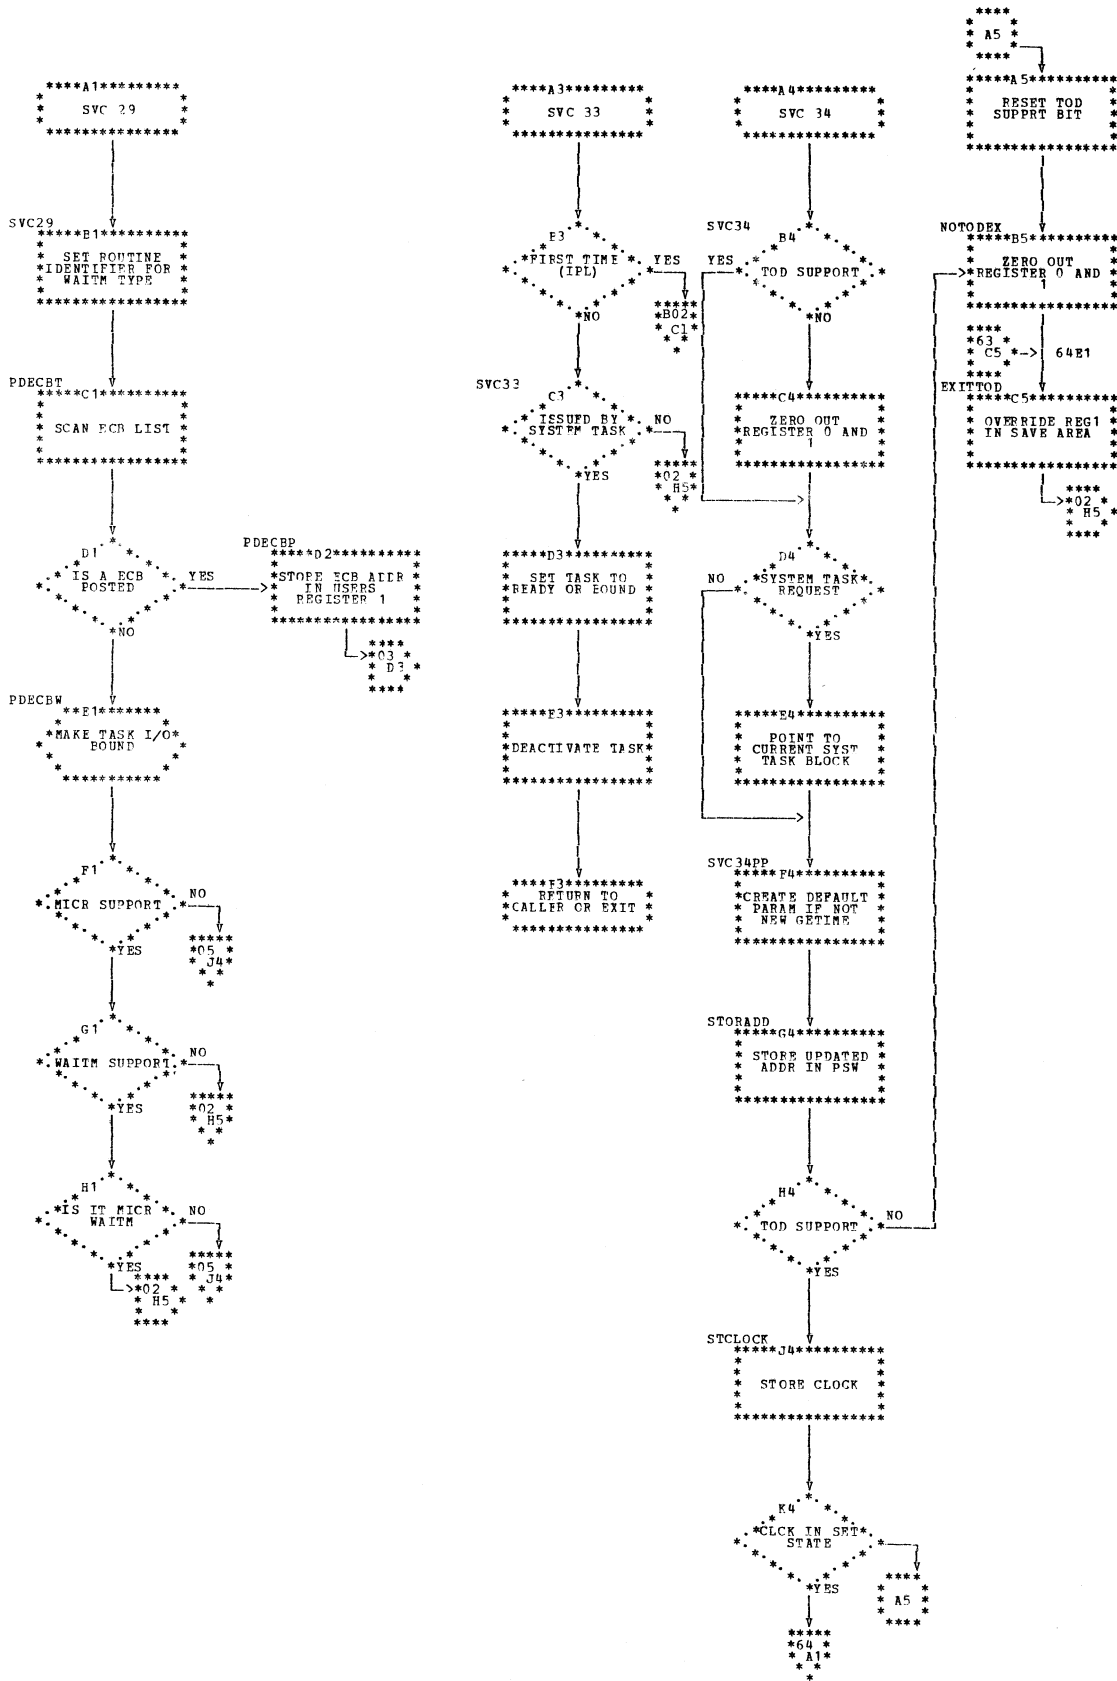 A1
SVC 29
SVC29
B1
SET ROUTINE
IDENTIFIER FOR
WAITM TYPE
PDECBT
C1
SCAN ECB LIST
D1
IS A ECB
POSTED
YES
NO
PDECBP
D2
STORE ECB ADDR
IN USERS
REGISTER 1
03
D3
PDECBW
E1
MAKE TASK I/O
BOUND
F1
MICR SUPPORT
NO
YES
05
J4
G1
WAITM SUPPORT
NO
YES
02
H5
H1
IS IT MICR
WAITM
NO
YES
05
J4
02
H5
A3
SVC 33
B3
FIRST TIME
(IPL)
YES
NO
B02
C1
SVC33
C3
ISSUED BY
SYSTEM TASK
NO
YES
02
H5
D3
SET TASK TO
READY OR BOUND
E3
DEACTIVATE TASK
F3
RETURN TO
CALLER OR EXIT
A4
SVC 34
SVC34
B4
TOD SUPPORT
YES
NO
C4
ZERO OUT
REGISTER 0 AND
1
D4
SYSTEM TASK
REQUEST
NO
YES
E4
POINT TO
CURRENT SYST
TASK BLOCK
SVC34PP
F4
CREATE DEFAULT
PARAM IF NOT
NEW GETIME
STORADD
G4
STORE UPDATED
ADDR IN PSW
H4
TOD SUPPORT
NO
YES
STCLOCK
J4
STORE CLOCK
K4
CLCK IN SET
STATE
YES
A5
64
A1
A5
A5
RESET TOD
SUPPRT BIT
NOTODEX
B5
ZERO OUT
REGISTER 0 AND
1
63
C5
64E1
EXITTOD
C5
OVERRIDE REG1
IN SAVE AREA
02
H5